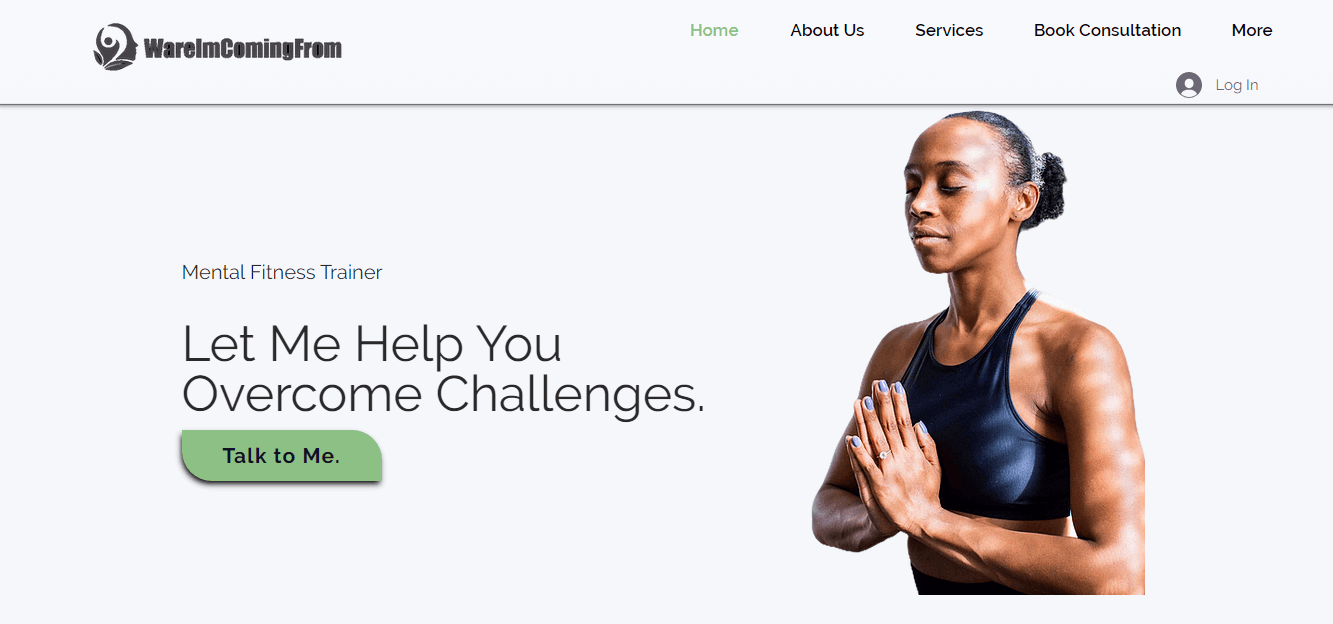 WareImComingFrom
Home About Us Services Book Consultation More
Log In
Mental Fitness Trainer
Let Me Help You
Overcome Challenges.
Talk to Me.